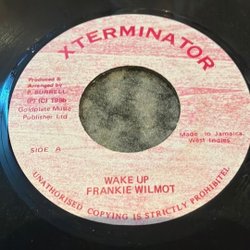 XTERMINATOR
Produced &
Arranged by
P. BURRELL
(P) (C) 1986
Goldplate Music
Publisher Ltd
Made in Jamaica,
West Indies
SIDE A
WAKE UP
FRANKIE WILMOT
UNAUTHORISED COPYING IS STRICTLY PROHIBITED